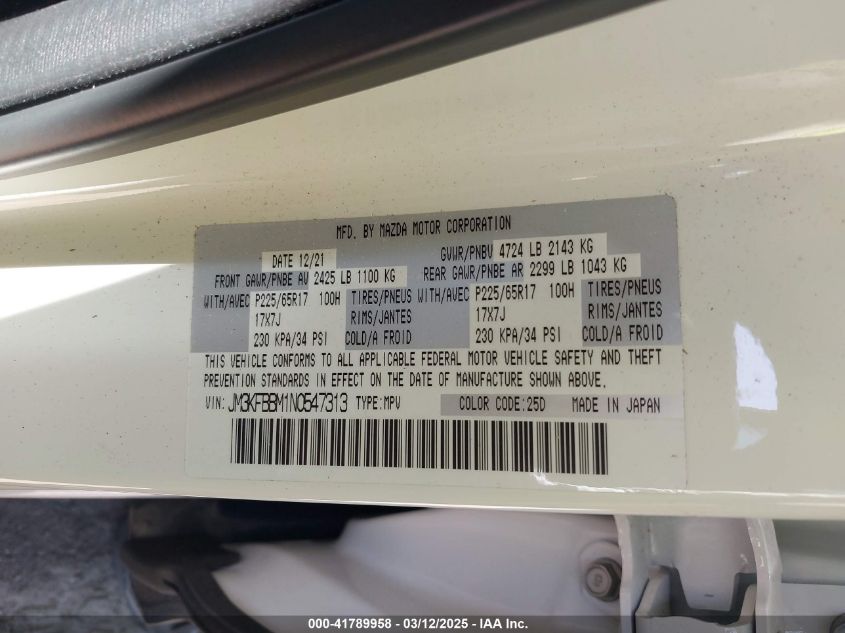 MFD. BY MAZDA MOTOR CORPORATION
DATE 12/21 GVWR/PNBV 4724 LB 2143 KG
FRONT GAWR/PNBE AV 2425 LB 1100 KG REAR GAWR/PNBE AR 2299 LB 1043 KG
WITH/AVEC P225/65R17 100H TIRES/PNEUS WITH/AVEC P225/65R17 100H TIRES/PNEUS
17X7J RIMS/JANTES 17X7J RIMS/JANTES
230 KPA/34 PSI COLD/A FROID 230 KPA/34 PSI COLD/A FROID
THIS VEHICLE CONFORMS TO ALL APPLICABLE FEDERAL MOTOR VEHICLE SAFETY AND THEFT
PREVENTION STANDARDS IN EFFECT ON THE DATE OF MANUFACTURE SHOWN ABOVE.
VIN: JM3KFBBM1N0547313 TYPE:MPV COLOR CODE:25D MADE IN JAPAN
000-41789958 - 03/12/2025 - IAA Inc.